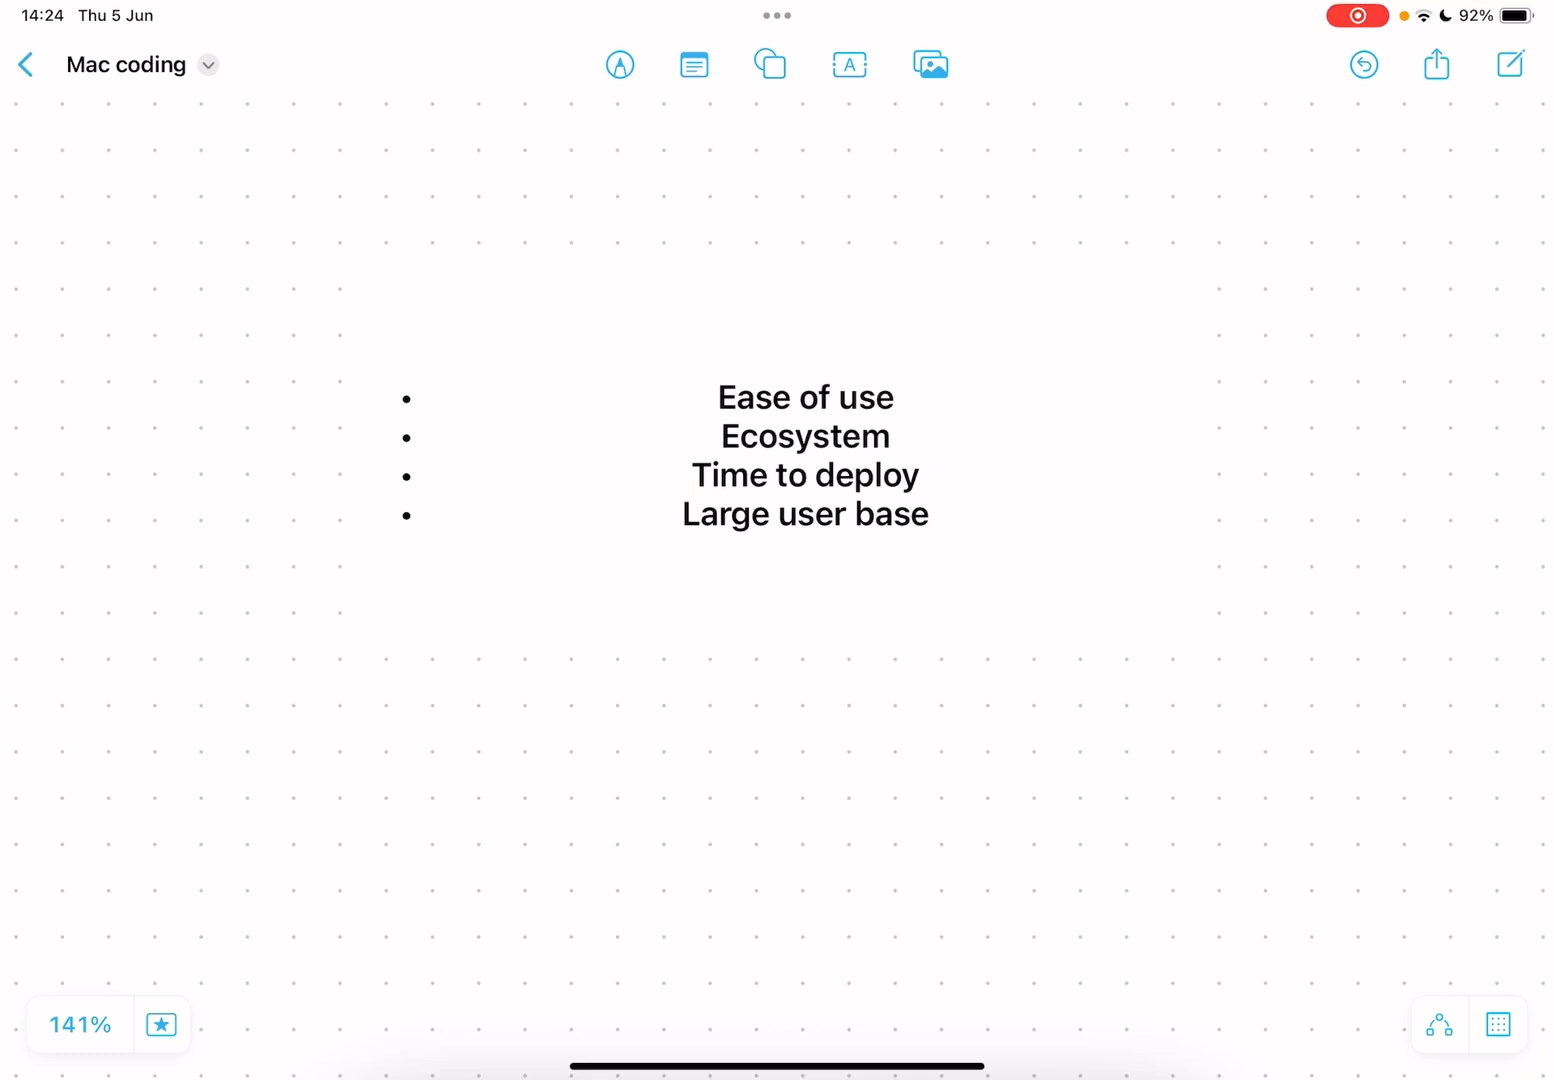 14:24 Thu 5 Jun
92%
Mac coding
A
• Ease of use
• Ecosystem
• Time to deploy
• Large user base
141%